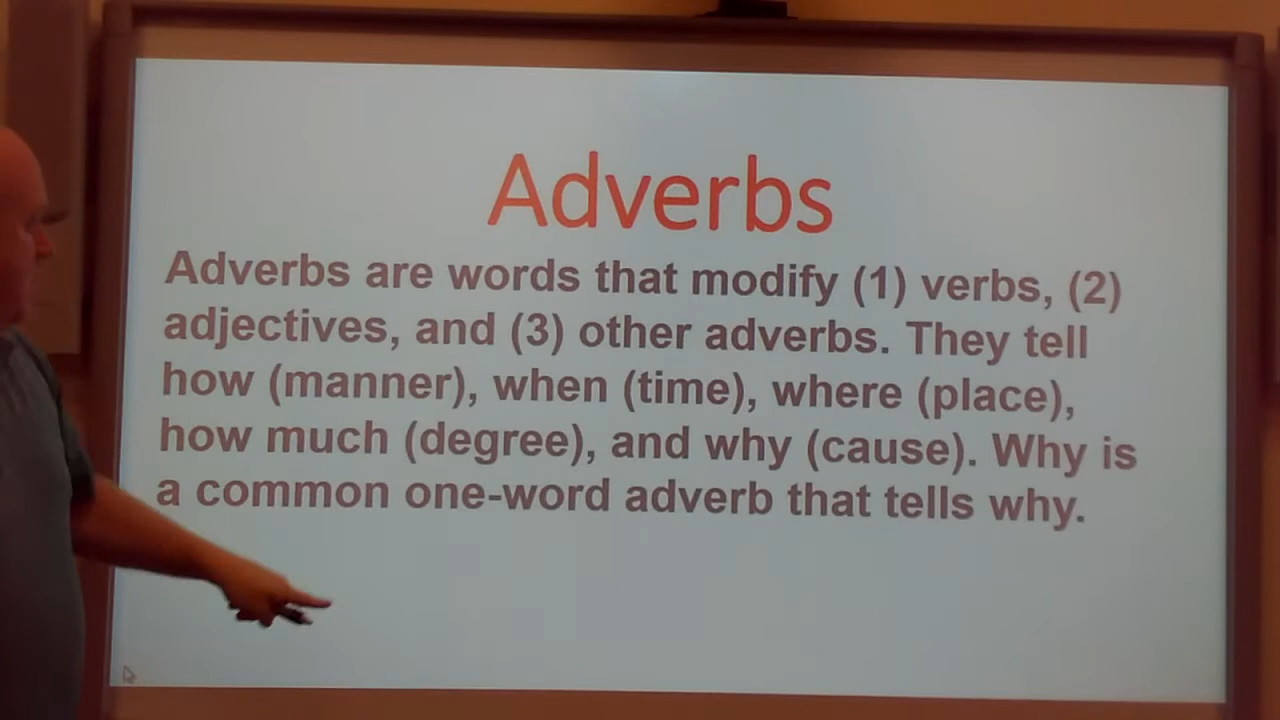 Adverbs
Adverbs are words that modify (1) verbs, (2)
adjectives, and (3) other adverbs. They tell
how (manner), when (time), where (place),
how much (degree), and why (cause). Why is
a common one-word adverb that tells why.